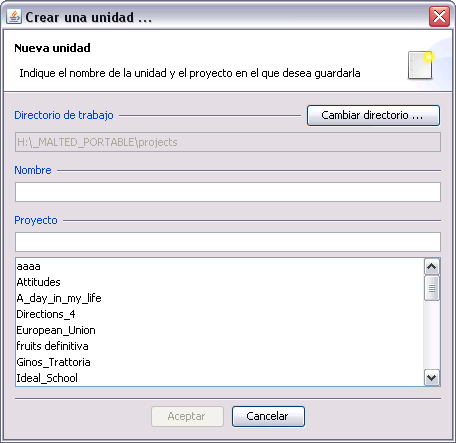 Crear una unidad ...
Nueva unidad
Indique el nombre de la unidad y el proyecto en el que desea guardarla
Directorio de trabajo
Cambiar directorio ...
H:\_MALTED_PORTABLE\projects
Nombre
Proyecto
aaaa
Attitudes
A_day_in_my_life
Directions_4
European_Union
fruits definitiva
Ginos_Trattoria
Ideal_School
Aceptar
Cancelar